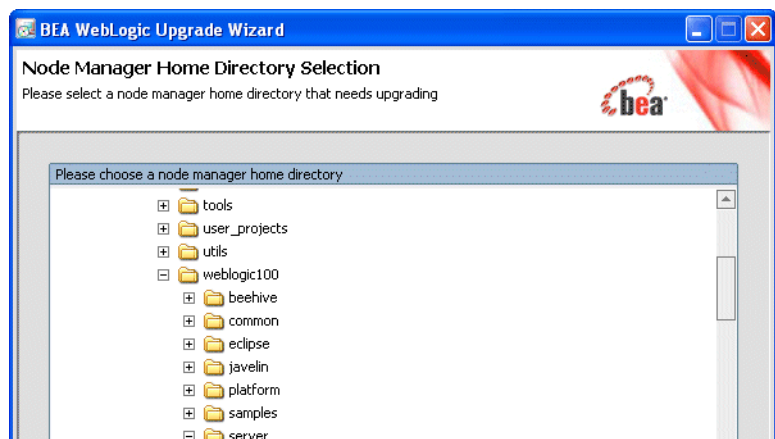 BEA WebLogic Upgrade Wizard
Node Manager Home Directory Selection
Please select a node manager home directory that needs upgrading
bea
Please choose a node manager home directory
tools
user_projects
utils
weblogic100
beehive
common
eclipse
javelin
platform
samples
server